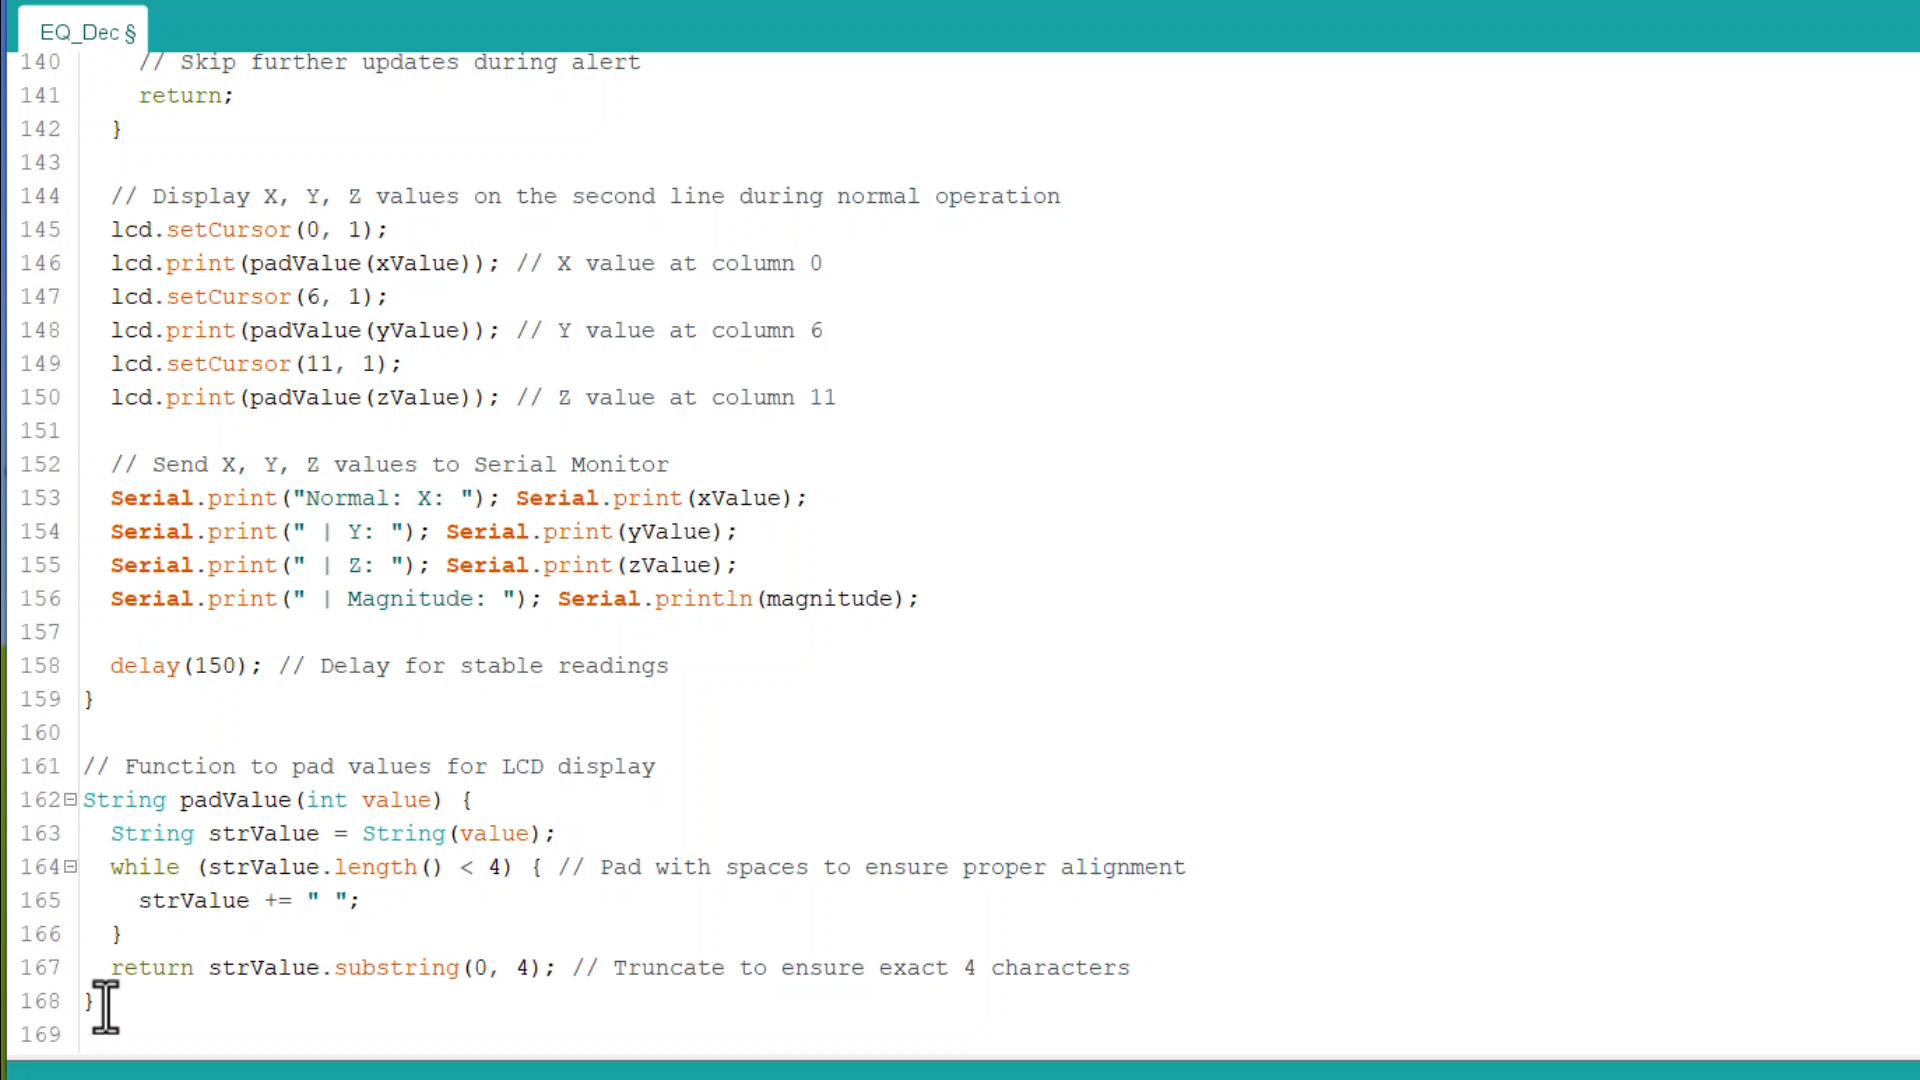 EQ_Dec §
140     // Skip further updates during alert
141     return;
142   }
143
144   // Display X, Y, Z values on the second line during normal operation
145   lcd.setCursor(0, 1);
146   lcd.print(padValue(xValue)); // X value at column 0
147   lcd.setCursor(6, 1);
148   lcd.print(padValue(yValue)); // Y value at column 6
149   lcd.setCursor(11, 1);
150   lcd.print(padValue(zValue)); // Z value at column 11
151
152   // Send X, Y, Z values to Serial Monitor
153   Serial.print("Normal: X: "); Serial.print(xValue);
154   Serial.print(" | Y: "); Serial.print(yValue);
155   Serial.print(" | Z: "); Serial.print(zValue);
156   Serial.print(" | Magnitude: "); Serial.println(magnitude);
157
158   delay(150); // Delay for stable readings
159 }
160
161 // Function to pad values for LCD display
162 String padValue(int value) {
163   String strValue = String(value);
164   while (strValue.length() < 4) { // Pad with spaces to ensure proper alignment
165     strValue += " ";
166   }
167   return strValue.substring(0, 4); // Truncate to ensure exact 4 characters
168 }
169